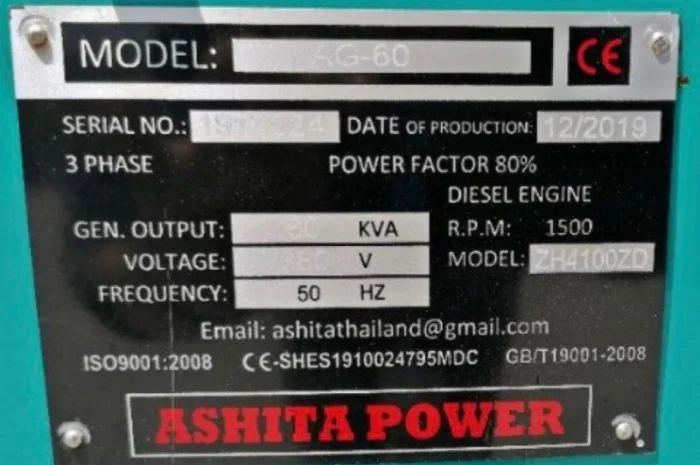 MODEL: AG-60 CE
SERIAL NO.: DATE OF PRODUCTION: 12/2019
3 PHASE POWER FACTOR 80%
DIESEL ENGINE
GEN. OUTPUT: 60 KVA R.P.M: 1500
VOLTAGE: V MODEL: ZH4100ZD
FREQUENCY: 50 HZ
Email: ashitathailand@gmail.com
ISO9001:2008 CE-SHES1910024795MDC GB/T19001-2008
ASHITA POWER